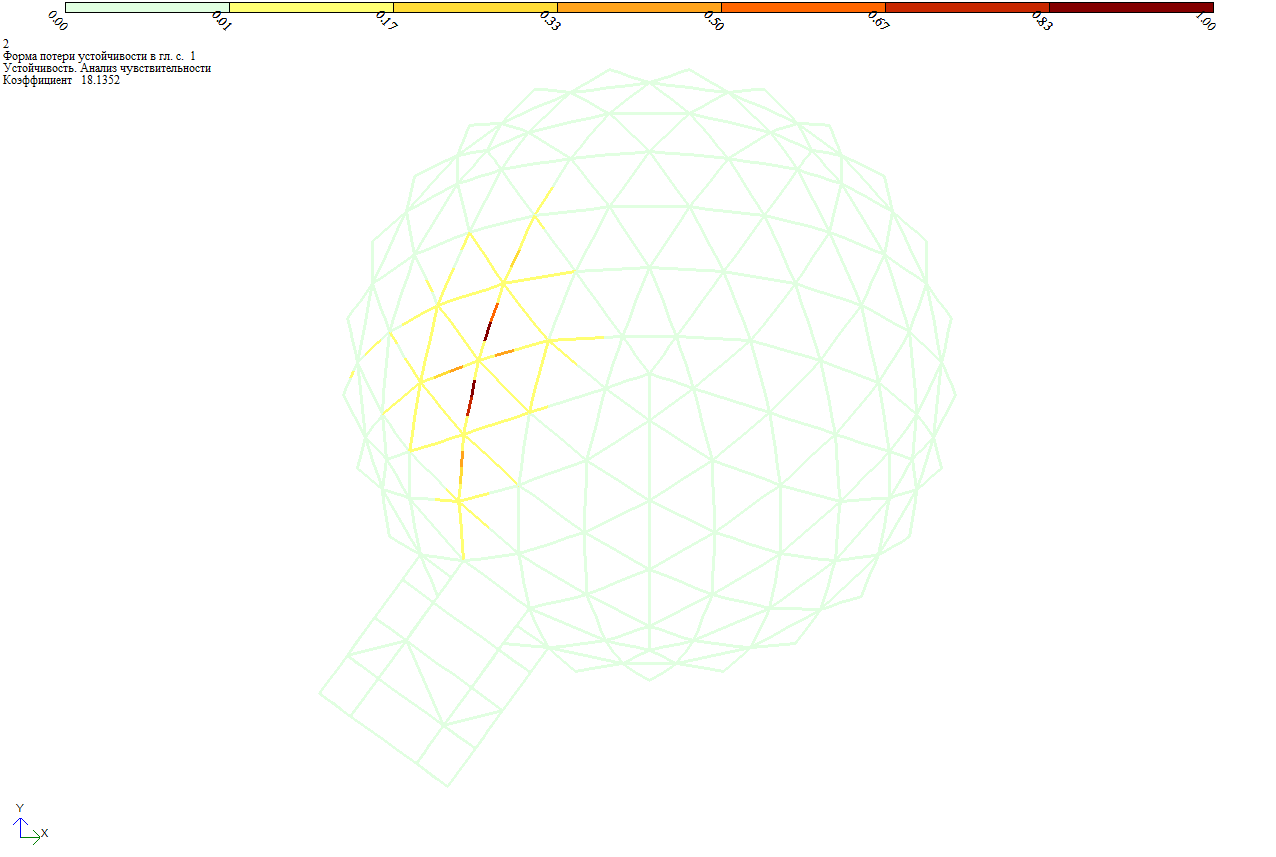 0.00 0.01 0.17 0.33 0.50 0.67 0.83 1.00
2
Форма потери устойчивости в гл. с. 1
Устойчивость. Анализ чувствительности
Коэффициент 18.1352
Y
X